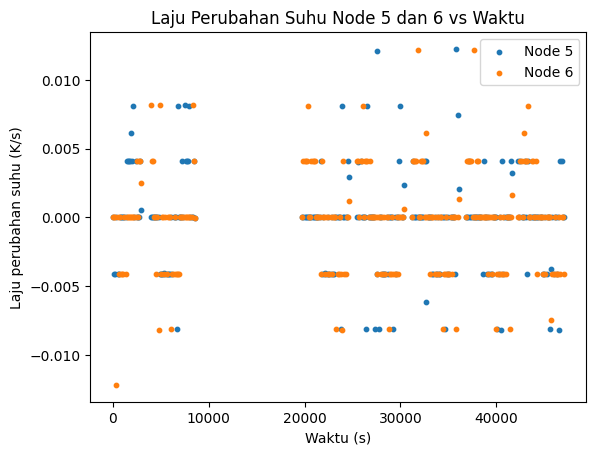 Laju Perubahan Suhu Node 5 dan 6 vs Waktu
Node 5
Node 6
0.010
0.005
0.000
−0.005
−0.010
Laju perubahan suhu (K/s)
0
10000
20000
30000
40000
Waktu (s)